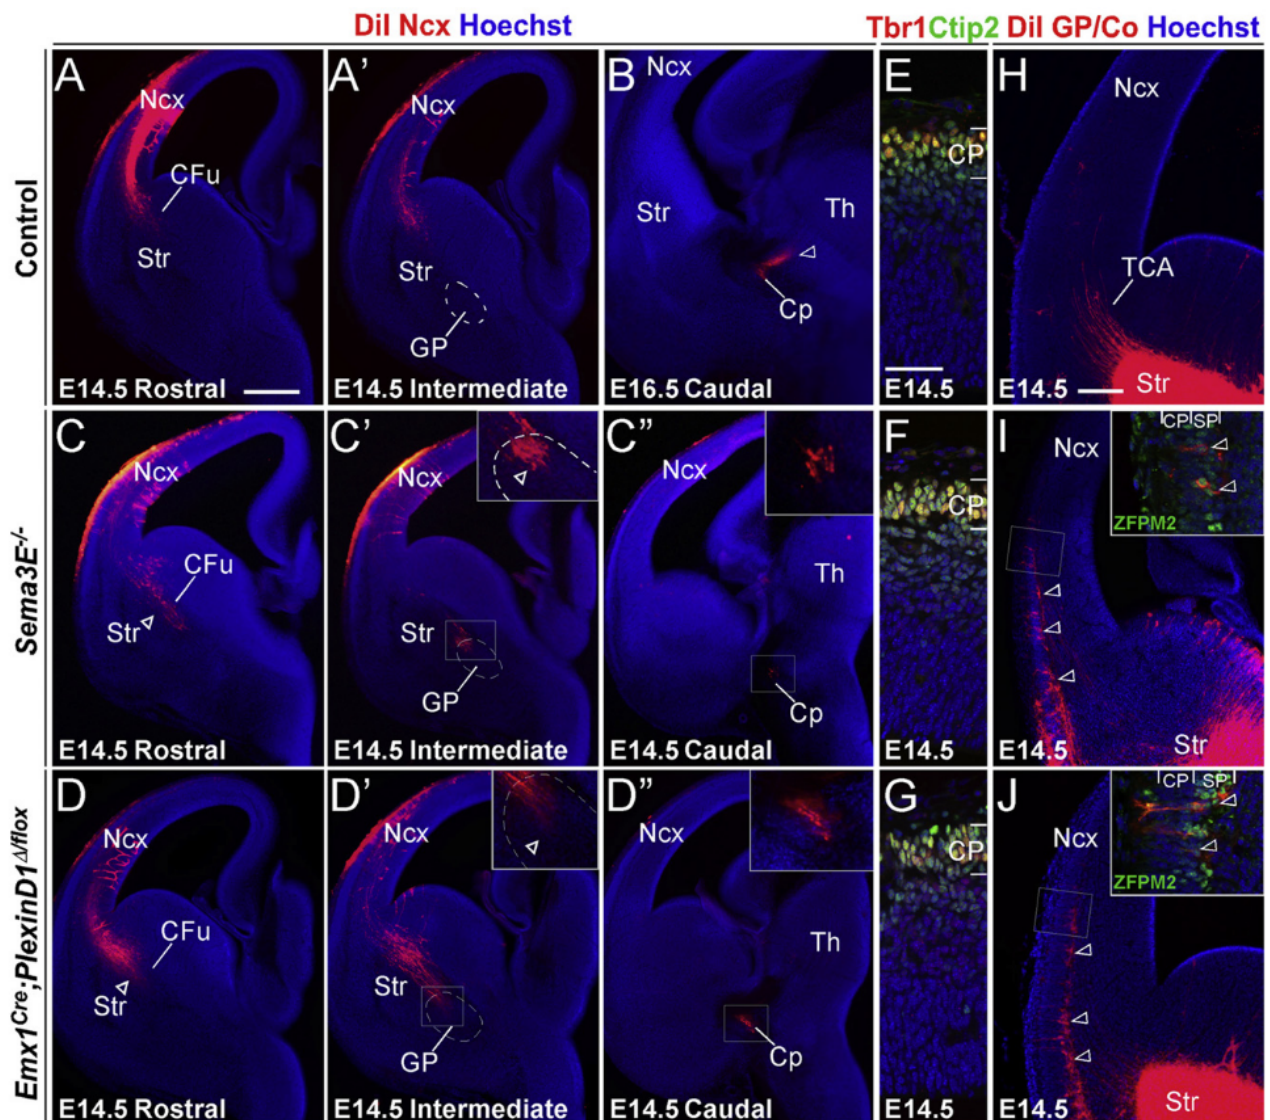 DiI Ncx Hoechst Tbr1Ctip2 DiI GP/Co Hoechst
Control
A Ncx CFu Str E14.5 Rostral
A’ Ncx Str GP E14.5 Intermediate
B Ncx Str Th Cp E16.5 Caudal
E CP E14.5
H Ncx TCA Str E14.5
Sema3E-/-
C Ncx CFu Str E14.5 Rostral
C’ Ncx Str GP E14.5 Intermediate
C” Ncx Th Cp E14.5 Caudal
F CP E14.5
I Ncx CP SP ZFPM2 Str E14.5
Emx1Cre;PlexinD1Δ/flox
D Ncx CFu Str E14.5 Rostral
D’ Ncx Str GP E14.5 Intermediate
D” Ncx Th Cp E14.5 Caudal
G CP E14.5
J Ncx CP SP ZFPM2 Str E14.5